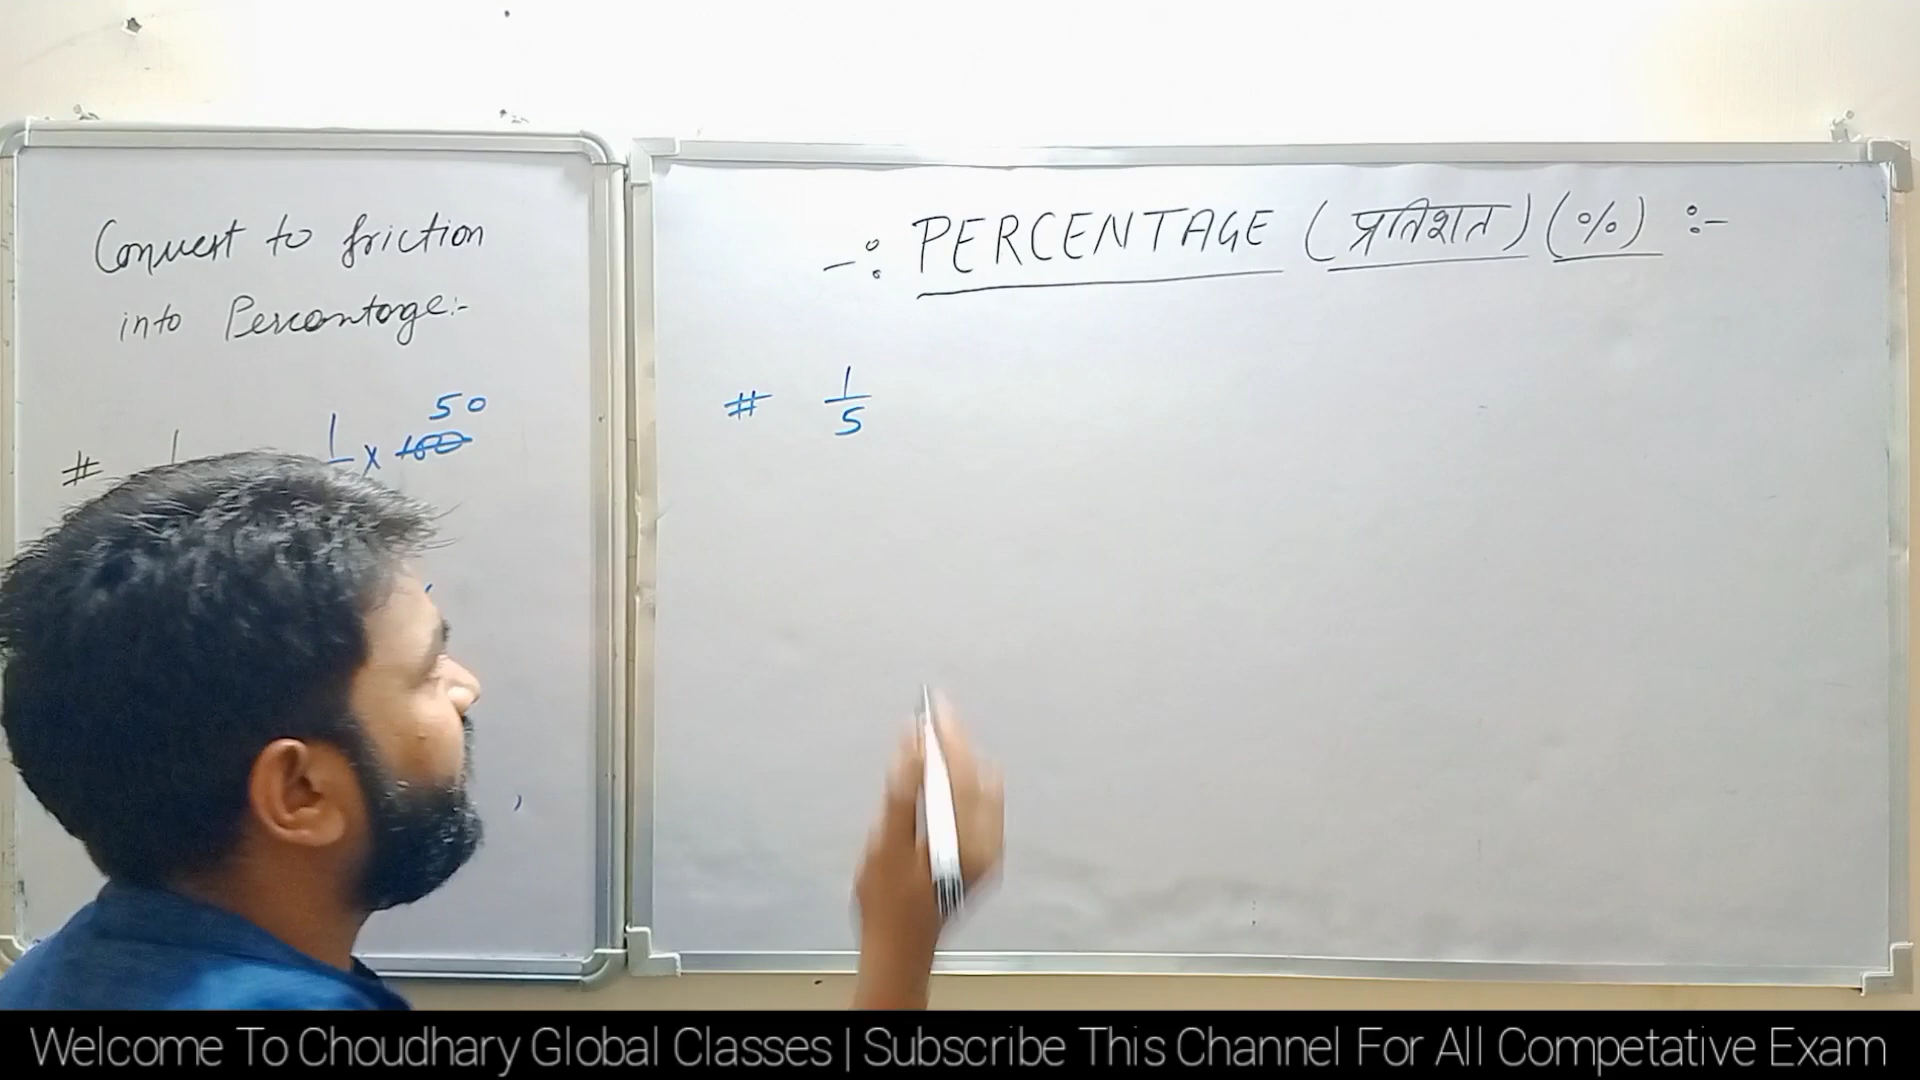 Convert to friction
into Percentage:-
50
# 1 1 x 100
-: PERCENTAGE (प्रतिशत) (%) :-
# 1/5
Welcome To Choudhary Global Classes | Subscribe This Channel For All Competative Exam